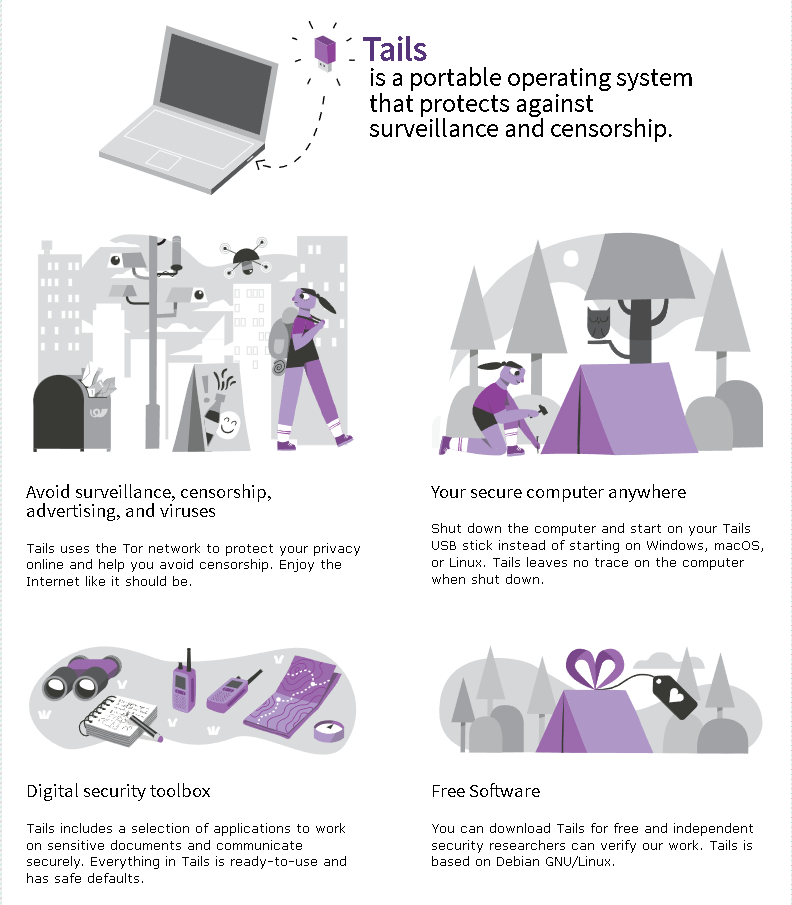 Tails
is a portable operating system
that protects against
surveillance and censorship.
Avoid surveillance, censorship,
advertising, and viruses
Tails uses the Tor network to protect your privacy
online and help you avoid censorship. Enjoy the
Internet like it should be.
Your secure computer anywhere
Shut down the computer and start on your Tails
USB stick instead of starting on Windows, macOS,
or Linux. Tails leaves no trace on the computer
when shut down.
Digital security toolbox
Tails includes a selection of applications to work
on sensitive documents and communicate
securely. Everything in Tails is ready-to-use and
has safe defaults.
Free Software
You can download Tails for free and independent
security researchers can verify our work. Tails is
based on Debian GNU/Linux.